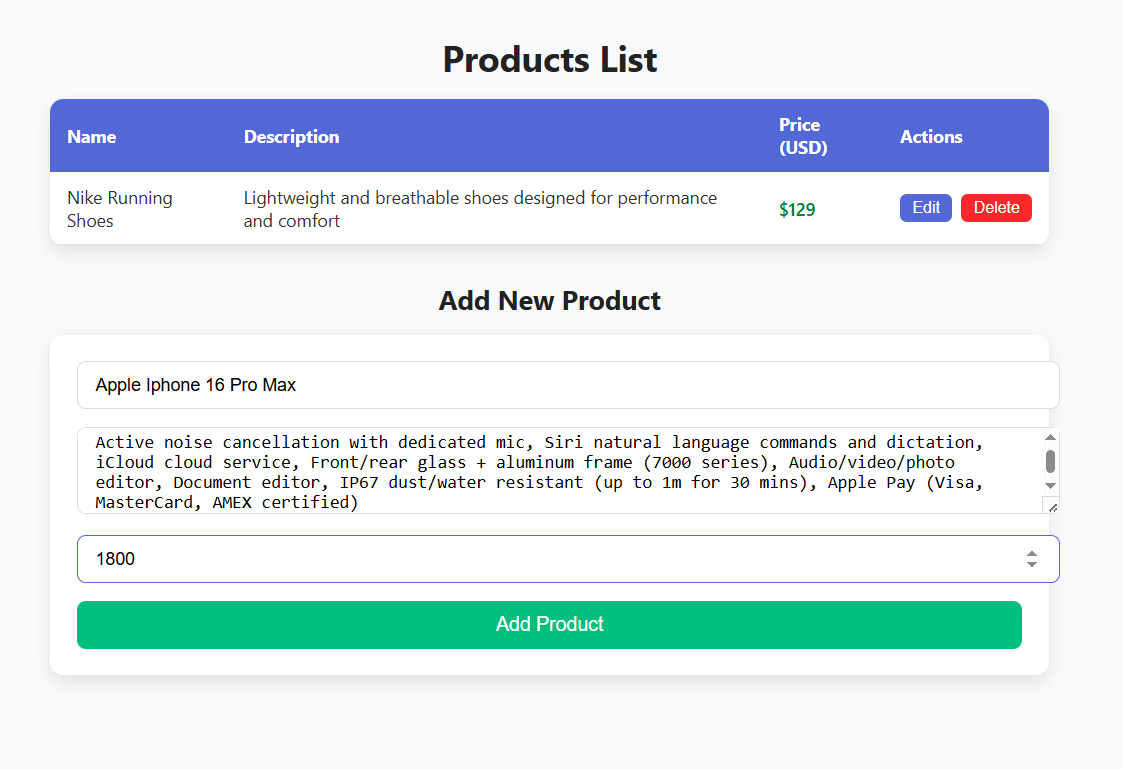 Products List
Name Description Price (USD) Actions
Nike Running Shoes
Lightweight and breathable shoes designed for performance
and comfort
$129
Edit Delete
Add New Product
Apple Iphone 16 Pro Max
Active noise cancellation with dedicated mic, Siri natural language commands and dictation,
iCloud cloud service, Front/rear glass + aluminum frame (7000 series), Audio/video/photo
editor, Document editor, IP67 dust/water resistant (up to 1m for 30 mins), Apple Pay (Visa,
MasterCard, AMEX certified)
1800
Add Product